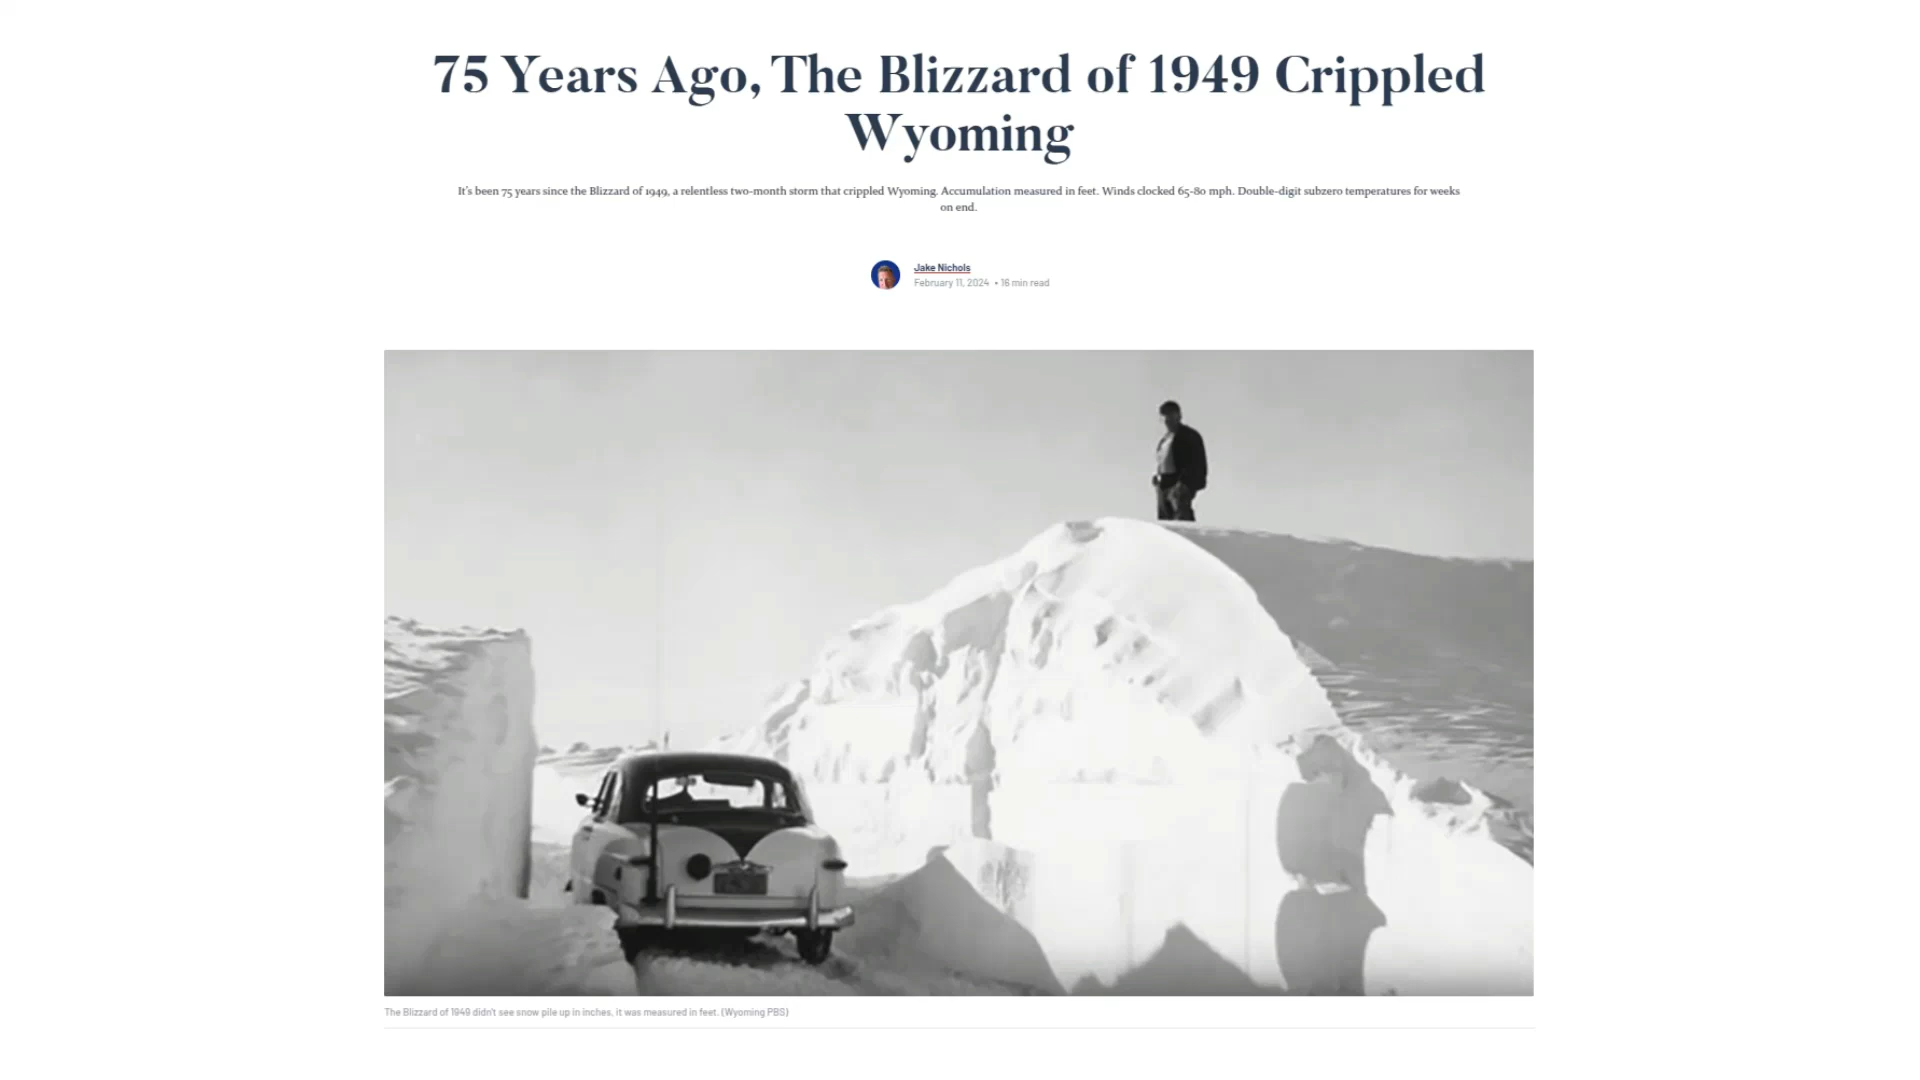 75 Years Ago, The Blizzard of 1949 Crippled
Wyoming
It's been 75 years since the Blizzard of 1949, a relentless two-month storm that crippled Wyoming. Accumulation measured in feet. Winds clocked 65-80 mph. Double-digit subzero temperatures for weeks
on end.
Jake Nichols
February 11, 2024 • 16 min read
The Blizzard of 1949 didn't see snow pile up in inches, it was measured in feet. (Wyoming PBS)